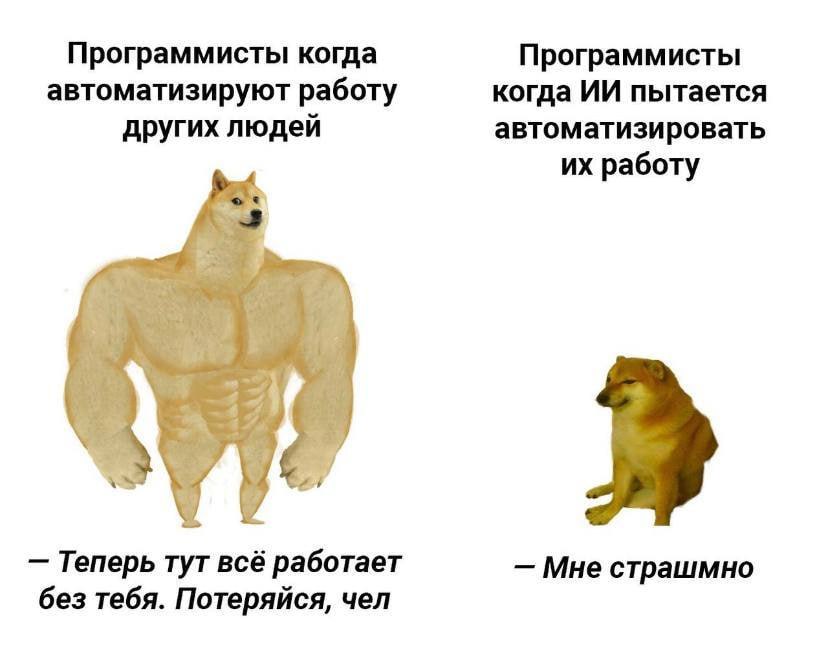 Программисты когда
автоматизируют работу
других людей
Программисты
когда ИИ пытается
автоматизировать
их работу
— Теперь тут всё работает
без тебя. Потеряйся, чел
— Мне страшмно